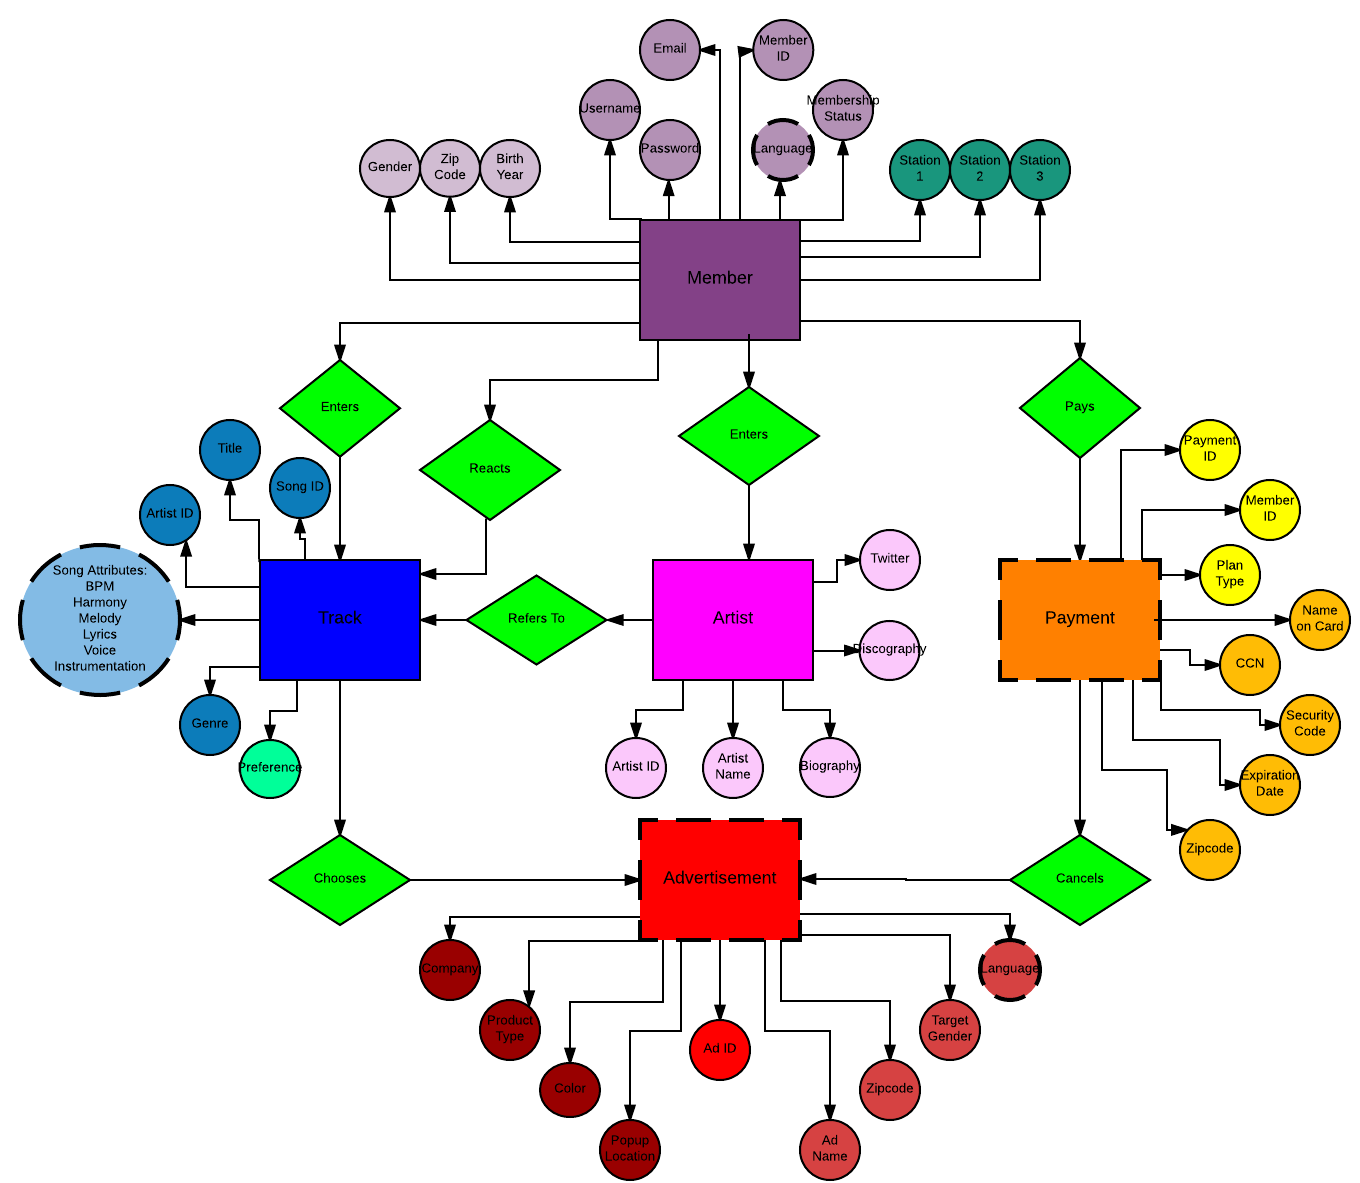 Email
Member
ID
Username
Membership
Status
Password
Language
Gender
Zip
Code
Birth
Year
Station
1
Station
2
Station
3
Member
Enters
Reacts
Enters
Pays
Title
Song ID
Artist ID
Payment
ID
Member
ID
Plan
Type
Song Attributes:
BPM
Harmony
Melody
Lyrics
Voice
Instrumentation
Track
Refers To
Artist
Twitter
Discography
Payment
Name
on Card
CCN
Security
Code
Genre
Preference
Artist ID
Artist
Name
Biography
Expiration
Date
Zipcode
Chooses
Advertisement
Cancels
Company
Language
Product
Type
Target
Gender
Ad ID
Color
Zipcode
Popup
Location
Ad
Name